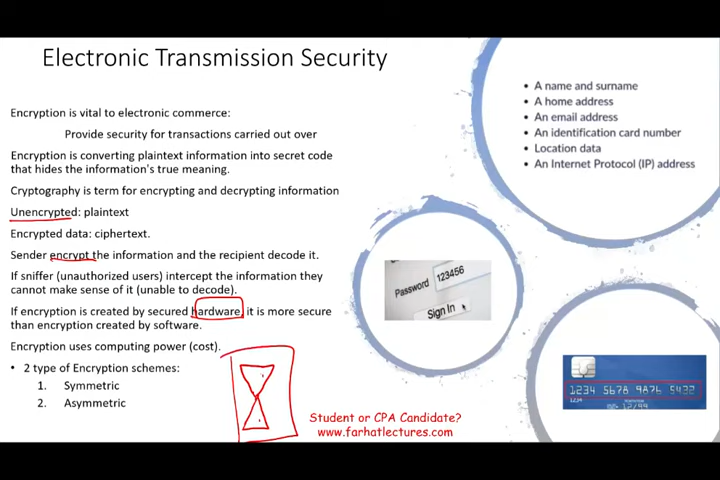 Electronic Transmission Security
Encryption is vital to electronic commerce:
Provide security for transactions carried out over
Encryption is converting plaintext information into secret code
that hides the information's true meaning.
Cryptography is term for encrypting and decrypting information
Unencrypted: plaintext
Encrypted data: ciphertext.
Sender encrypt the information and the recipient decode it.
If sniffer (unauthorized users) intercept the information they
cannot make sense of it (unable to decode).
If encryption is created by secured hardware, it is more secure
than encryption created by software.
Encryption uses computing power (cost).
• 2 type of Encryption schemes:
1. Symmetric
2. Asymmetric
• A name and surname
• A home address
• An email address
• An identification card number
• Location data
• An Internet Protocol (IP) address
Password 123456
Sign In
1234 5678 9876 5432
1234
12/99
Student or CPA Candidate?
www.farhatlectures.com